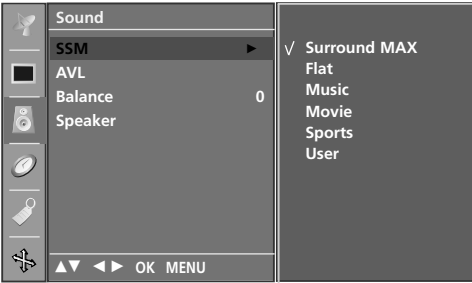 Sound
SSM ►
AVL
Balance 0
Speaker
▲▼ ◄► OK MENU
√ Surround MAX
Flat
Music
Movie
Sports
User